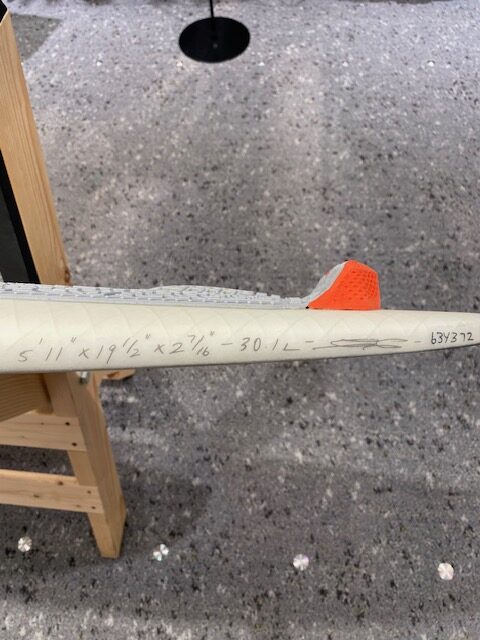 5'11" x 19 1/2" x 2 7/16" - 30.1L - - 634372